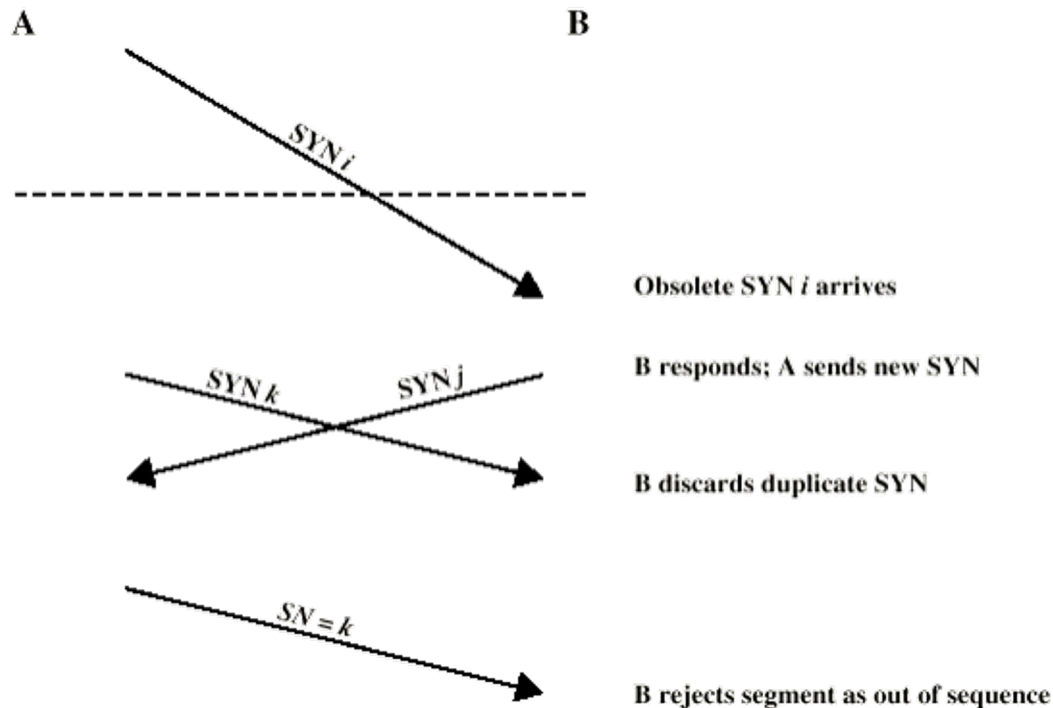 A
B
SYN i
Obsolete SYN i arrives
B responds; A sends new SYN
SYN k
SYN j
B discards duplicate SYN
SN = k
B rejects segment as out of sequence